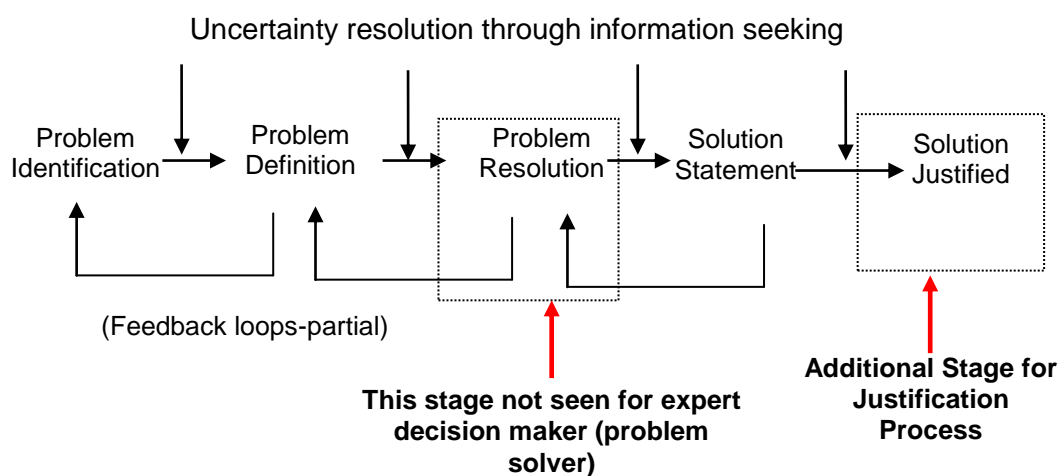 Uncertainty resolution through information seeking
Problem
Identification
Problem
Definition
Problem
Resolution
Solution
Statement
Solution
Justified
(Feedback loops-partial)
This stage not seen for expert
decision maker (problem
solver)
Additional Stage for
Justification
Process